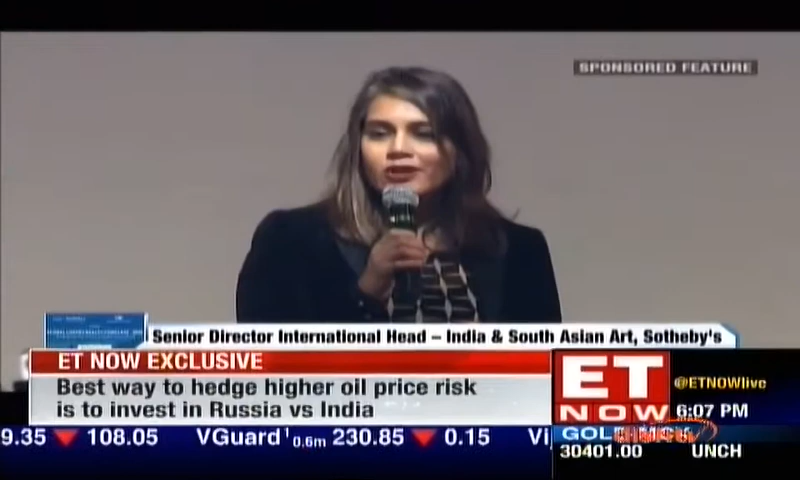 SPONSORED FEATURE
Senior Director International Head – India & South Asian Art, Sotheby's
ET NOW EXCLUSIVE
Best way to hedge higher oil price risk
is to invest in Russia vs India
ET
NOW
@ETNOWlive
6:07 PM
9.35 108.05 VGuard 0.6m 230.85 0.15 Vi
GOLD
30401.00 UNCH